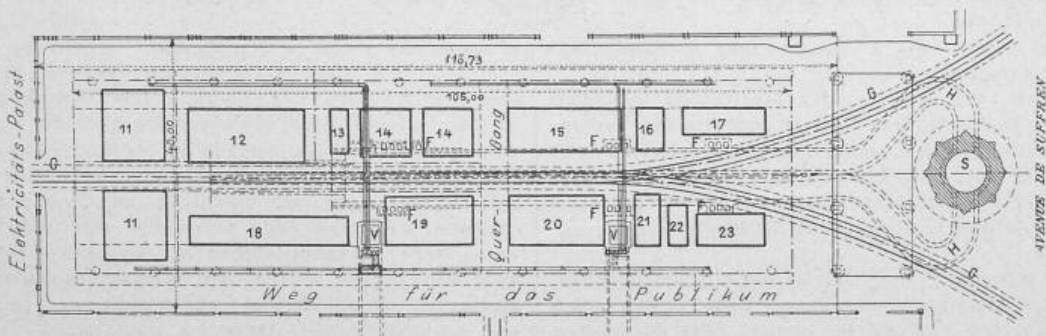 Elektricitäts-Palast
116,73
105,00
11 12 13 14 14 15 16 17
F F F
G G H
Quer-Gang
S
AVENUE DE SUFFREN
11 18 19 20 21 22 23
F F F
V V
H G
Weg für das Publikum